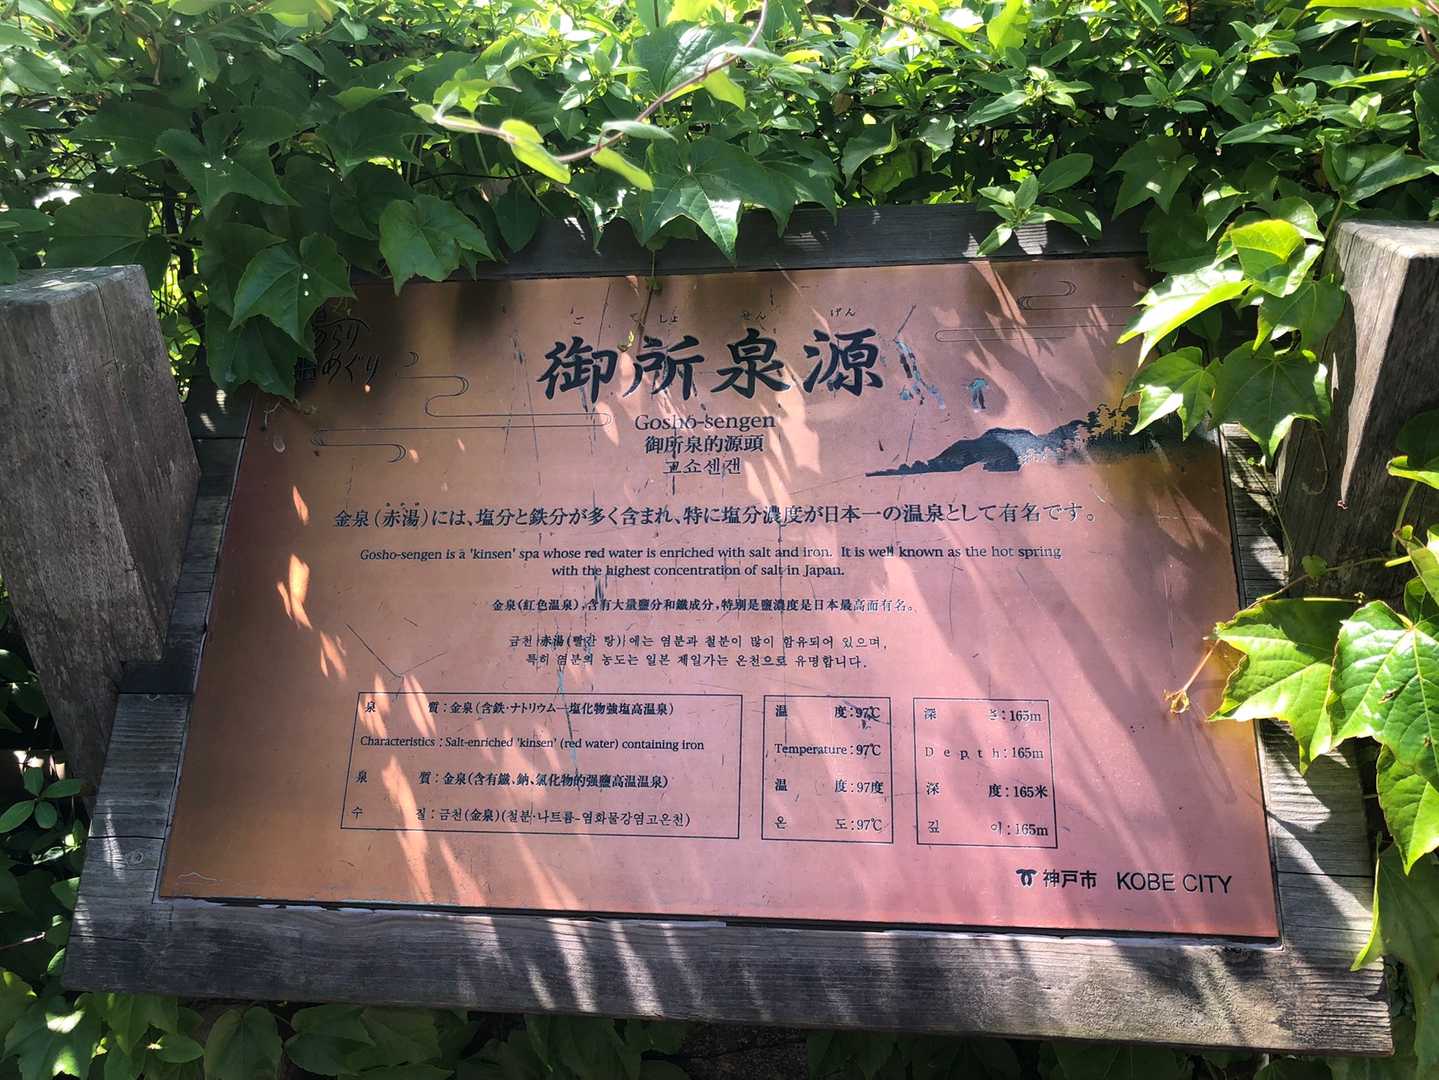 めぐり
ごしょせんげん
御所泉源
Gosho-sengen
御所泉的源頭
고쇼센겐
金泉(赤湯)には、塩分と鉄分が多く含まれ、特に塩分濃度が日本一の温泉として有名です。
Gosho-sengen is a 'kinsen' spa whose red water is enriched with salt and iron. It is well known as the hot spring
with the highest concentration of salt in Japan.
金泉(紅色温泉),含有大量鹽分和鐵成分,特別是鹽濃度是日本最高而有名。
금천 赤湯(빨간 탕)에는 염분과 철분이 많이 함유되어 있으며,
특히 염분의 농도는 일본 제일가는 온천으로 유명합니다.
泉質:金泉(含鉄·ナトリウム—塩化物強塩高温泉)
Characteristics : Salt-enriched 'kinsen' (red water) containing iron
泉質:金泉(含有鐵、鈉、氯化物的强鹽高温温泉)
수질:금천(金泉)(철분·나트륨-염화물강염고온천)
温度:97℃
Temperature:97℃
温度:97度
온도:97℃
深さ:165m
Depth:165m
深度:165米
깊이:165m
神戸市 KOBE CITY